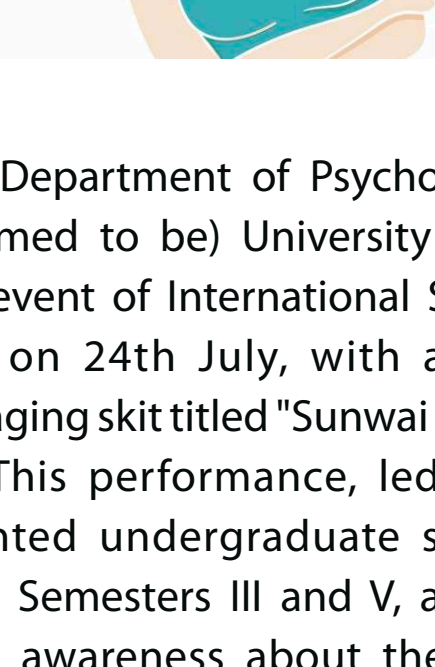 Department of Psycho
med to be) University
event of International S
on 24th July, with a
ging skit titled "Sunwai
This performance, led
nted undergraduate s
Semesters III and V, a
awareness about the